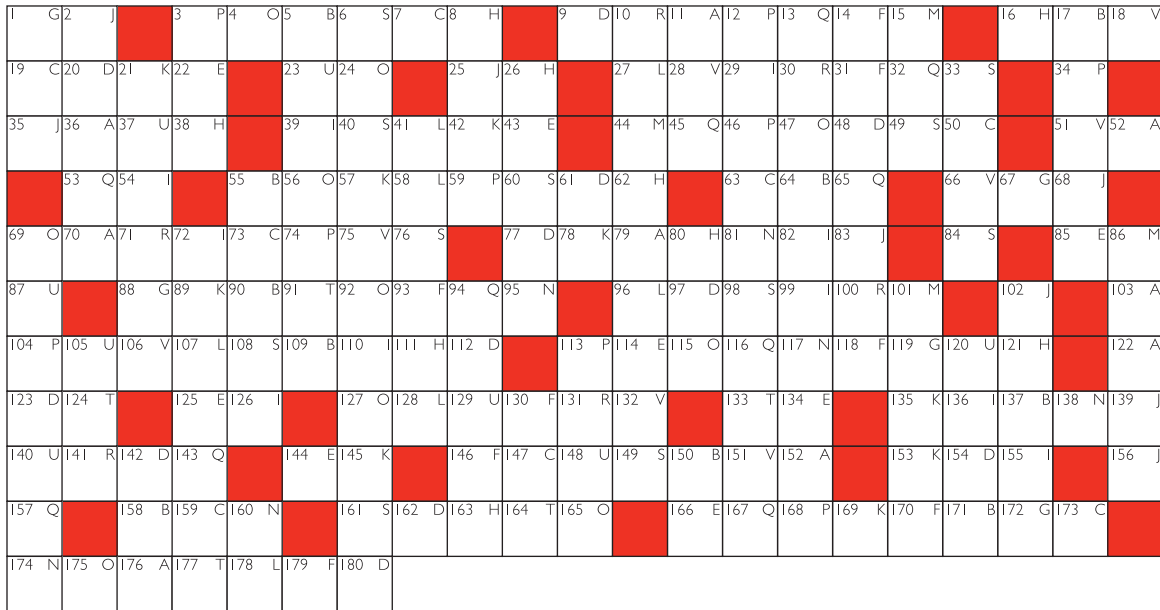 1 G 2 J 3 P 4 O 5 B 6 S 7 C 8 H 9 D 10 R 11 A 12 P 13 Q 14 F 15 M 16 H 17 B 18 V
19 C 20 D 21 K 22 E 23 U 24 O 25 J 26 H 27 L 28 V 29 I 30 R 31 F 32 Q 33 S 34 P
35 J 36 A 37 U 38 H 39 I 40 S 41 L 42 K 43 E 44 M 45 Q 46 P 47 O 48 D 49 S 50 C 51 V 52 A
53 Q 54 I 55 B 56 O 57 K 58 L 59 P 60 S 61 D 62 H 63 C 64 B 65 Q 66 V 67 G 68 J
69 O 70 A 71 R 72 I 73 C 74 P 75 V 76 S 77 D 78 K 79 A 80 H 81 N 82 I 83 J 84 S 85 E 86 M
87 U 88 G 89 K 90 B 91 T 92 O 93 F 94 Q 95 N 96 L 97 D 98 S 99 I 100 R 101 M 102 J 103 A
104 P 105 U 106 V 107 L 108 S 109 B 110 I 111 H 112 D 113 P 114 E 115 O 116 Q 117 N 118 F 119 G 120 U 121 H 122 A
123 D 124 T 125 E 126 I 127 O 128 L 129 U 130 F 131 R 132 V 133 T 134 E 135 K 136 I 137 B 138 N 139 J
140 U 141 R 142 D 143 Q 144 E 145 K 146 F 147 C 148 U 149 S 150 B 151 V 152 A 153 K 154 D 155 I 156 J
157 Q 158 B 159 C 160 N 161 S 162 D 163 H 164 T 165 O 166 E 167 Q 168 P 169 K 170 F 171 B 172 G 173 C
174 N 175 O 176 A 177 T 178 L 179 F 180 D